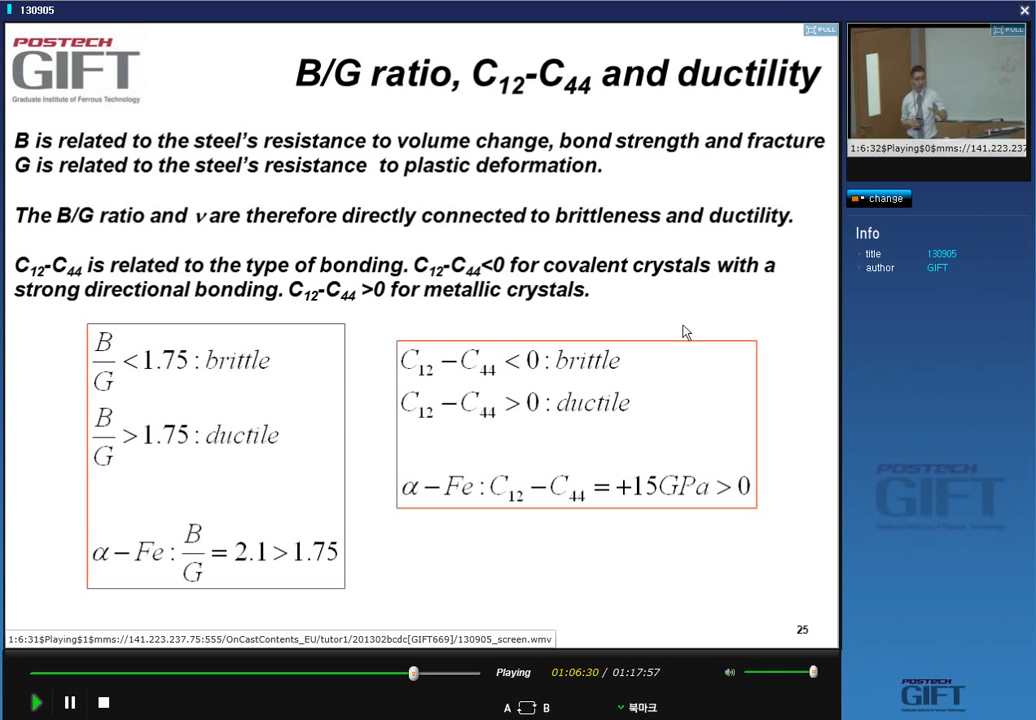 130905
POSTECH
GIFT
Graduate Institute of Ferrous Technology
FULL
B/G ratio, C12-C44 and ductility
B is related to the steel's resistance to volume change, bond strength and fracture
G is related to the steel's resistance to plastic deformation.
The B/G ratio and ν are therefore directly connected to brittleness and ductility.
C12-C44 is related to the type of bonding. C12-C44<0 for covalent crystals with a
strong directional bonding. C12-C44 >0 for metallic crystals.
B/G < 1.75 : brittle
B/G > 1.75 : ductile
α – Fe : B/G = 2.1 > 1.75
C12 – C44 < 0 : brittle
C12 – C44 > 0 : ductile
α – Fe : C12 – C44 = +15GPa > 0
25
1:6:31$Playing$1$mms://141.223.237.75:555/OnCastContents_EU/tutor1/201302bcdc[GIFT669]/130905_screen.wmv
Playing
01:06:30 / 01:17:57
A B
북마크
FULL
1:6:32$Playing$0$mms://141.223.237
change
Info
title 130905
author GIFT
POSTECH
GIFT
POSTECH
GIFT